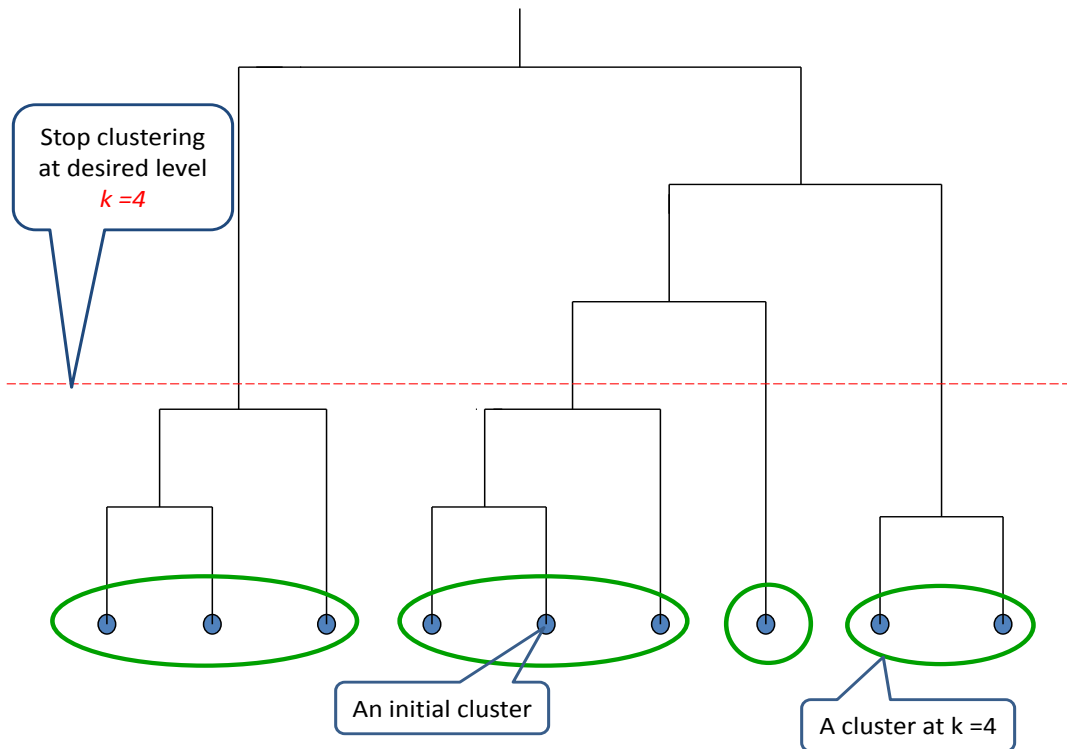 Stop clustering
at desired level
k =4
An initial cluster
A cluster at k =4